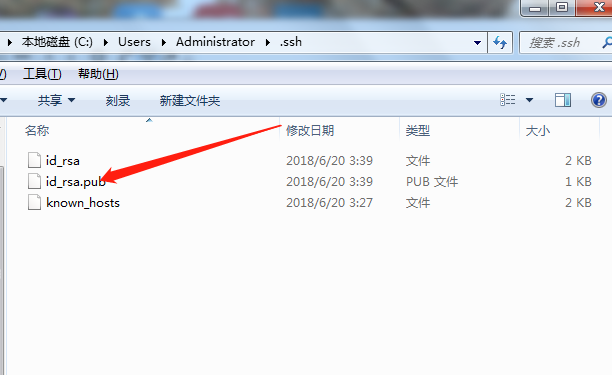 本地磁盘 (C:) Users Administrator .ssh 搜索 .ssh
V) 工具(T) 帮助(H)
共享 刻录 新建文件夹
名称 修改日期 类型 大小
id_rsa 2018/6/20 3:39 文件 2 KB
id_rsa.pub 2018/6/20 3:39 PUB 文件 1 KB
known_hosts 2018/6/20 3:27 文件 2 KB